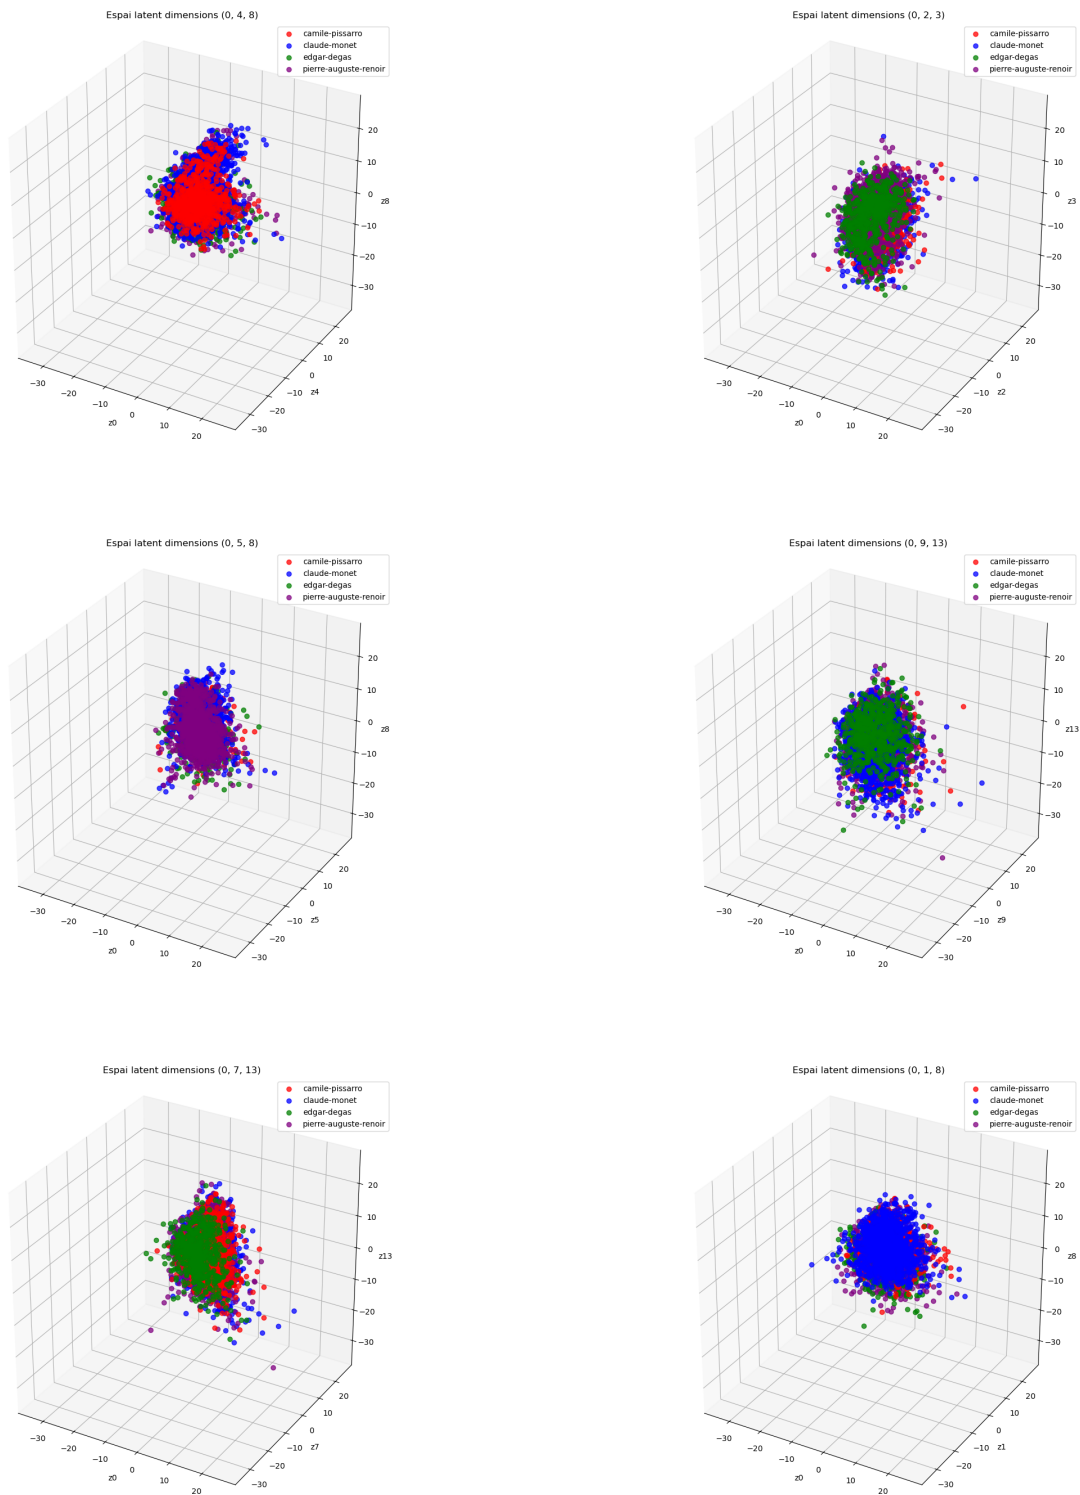 Espai latent dimensions (0, 4, 8)
camile-pissarro
claude-monet
edgar-degas
pierre-auguste-renoir
20
10
0
−10
−20
−30
z8
−30
−20
−10
0
10
20
z0
−30
−20
−10
0
10
20
z4
Espai latent dimensions (0, 2, 3)
camile-pissarro
claude-monet
edgar-degas
pierre-auguste-renoir
20
10
0
−10
−20
−30
z3
−30
−20
−10
0
10
20
z0
−30
−20
−10
0
10
20
z2
Espai latent dimensions (0, 5, 8)
camile-pissarro
claude-monet
edgar-degas
pierre-auguste-renoir
20
10
0
−10
−20
−30
z8
−30
−20
−10
0
10
20
z0
−30
−20
−10
0
10
20
z5
Espai latent dimensions (0, 9, 13)
camile-pissarro
claude-monet
edgar-degas
pierre-auguste-renoir
20
10
0
−10
−20
−30
z13
−30
−20
−10
0
10
20
z0
−30
−20
−10
0
10
20
z9
Espai latent dimensions (0, 7, 13)
camile-pissarro
claude-monet
edgar-degas
pierre-auguste-renoir
20
10
0
−10
−20
−30
z13
−30
−20
−10
0
10
20
z0
−30
−20
−10
0
10
20
z7
Espai latent dimensions (0, 1, 8)
camile-pissarro
claude-monet
edgar-degas
pierre-auguste-renoir
20
10
0
−10
−20
−30
z8
−30
−20
−10
0
10
20
z0
−30
−20
−10
0
10
20
z1